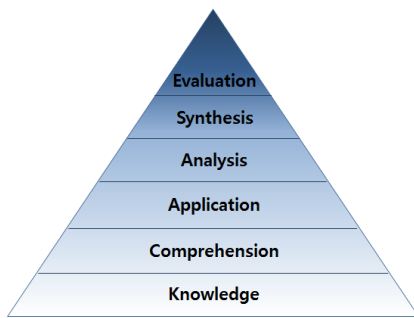 Evaluation
Synthesis
Analysis
Application
Comprehension
Knowledge